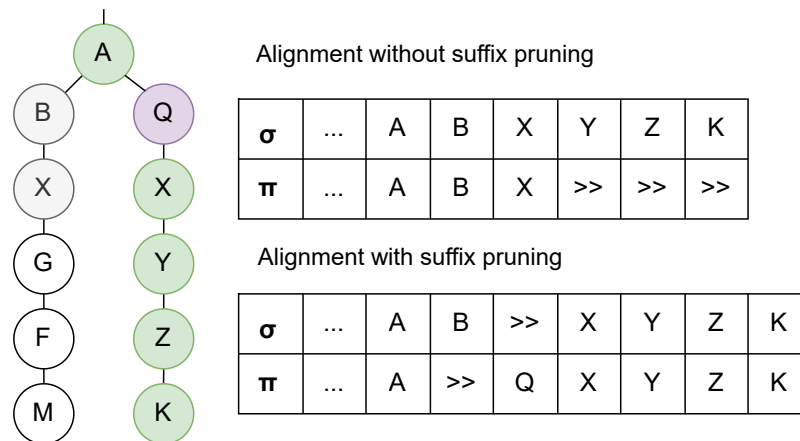 A
B Q
X X
G Y
F Z
M K
Alignment without suffix pruning
σ ... A B X Y Z K
π ... A B X >> >> >>
Alignment with suffix pruning
σ ... A B >> X Y Z K
π ... A >> Q X Y Z K